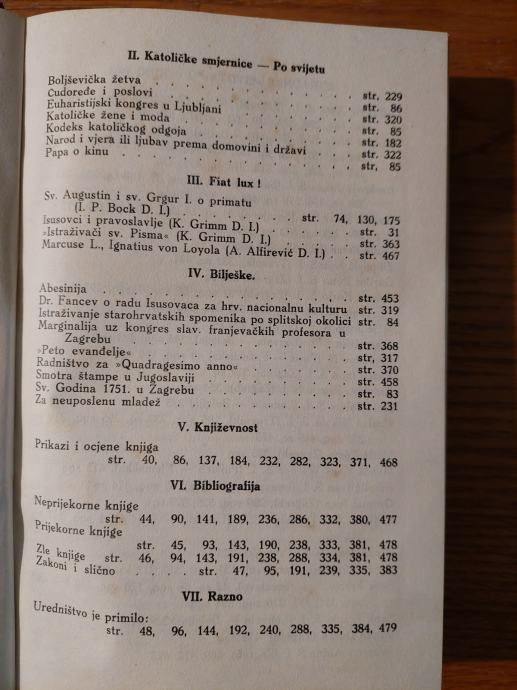 II. Katoličke smjernice — Po svijetu
Boljševička žetva . . . . . . . . . str. 229
Ćudoređe i poslovi . . . . . . . . . str. 86
Euharistijski kongres u Ljubljani . . . . . str. 320
Katoličke žene i moda . . . . . . . . str. 85
Kodeks katoličkog odgoja . . . . . . . str. 182
Narod i vjera ili ljubav prema domovini i državi . . . str. 322
Papa o kinu . . . . . . . . . . str, 85
III. Fiat lux !
Sv. Augustin i sv. Grgur I. o primatu
(I. P. Bock D. I.) . . . . . . str. 74, 130, 175
Isusovci i pravoslavlje (K. Grimm D. I.) . . . str. 31
»Istraživači sv. Pisma« (K. Grimm D. I.) . . . str. 363
Marcuse L., Ignatius von Loyola (A. Alfirević D. I.) . . str. 467
IV. Bilješke.
Abesinija . . . . . . . . . . str. 453
Dr. Fancev o radu Isusovaca za hrv. nacionalnu kulturu str. 319
Istraživanje starohrvatskih spomenika po splitskoj okolici str. 84
Marginalija uz kongres slav. franjevačkih profesora u
Zagrebu . . . . . . . . . str. 368
»Peto evanđelje« . . . . . . . . . str, 317
Radništvo za »Quadragesimo anno« . . . . . str. 370
Smotra štampe u Jugoslaviji . . . . . . str. 458
Sv. Godina 1751. u Zagrebu . . . . . . . str. 83
Za neuposlenu mladež . . . . . . . . str. 231
V. Književnost
Prikazi i ocjene knjiga
str. 40, 86, 137, 184, 232, 282, 323, 371, 468
VI. Bibliografija
Neprijekorne knjige
str. 44, 90, 141, 189, 236, 286, 332, 380, 477
Prijekorne knjige
str. 45, 93, 143, 190, 238, 333, 381, 478
Zle knjige str. 46, 94, 143, 191, 238, 288, 334, 381, 478
Zakoni i slično . . . . str. 47, 95, 191, 239, 335, 383
VII. Razno
Uredništvo je primilo:
str. 48, 96, 144, 192, 240, 288, 335, 384, 479